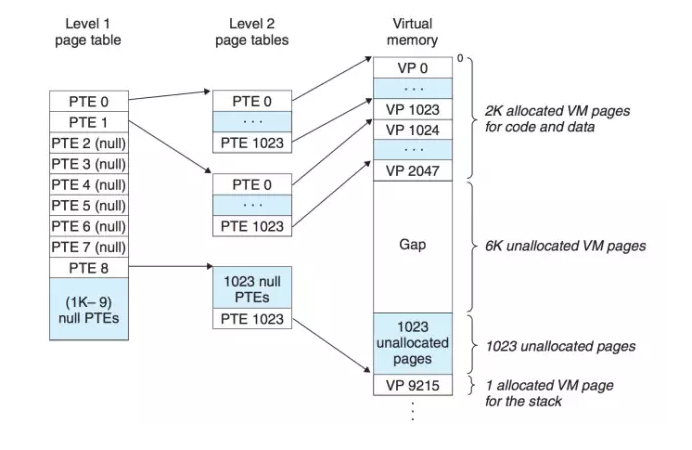 Level 1
page table
Level 2
page tables
Virtual
memory
PTE 0
PTE 1
PTE 2 (null)
PTE 3 (null)
PTE 4 (null)
PTE 5 (null)
PTE 6 (null)
PTE 7 (null)
PTE 8
(1K– 9)
null PTEs
PTE 0
. . .
PTE 1023
PTE 0
. . .
PTE 1023
1023 null
PTEs
PTE 1023
0
VP 0
. . .
VP 1023
VP 1024
. . .
VP 2047
Gap
1023
unallocated
pages
VP 9215
2K allocated VM pages
for code and data
6K unallocated VM pages
1023 unallocated pages
1 allocated VM page
for the stack